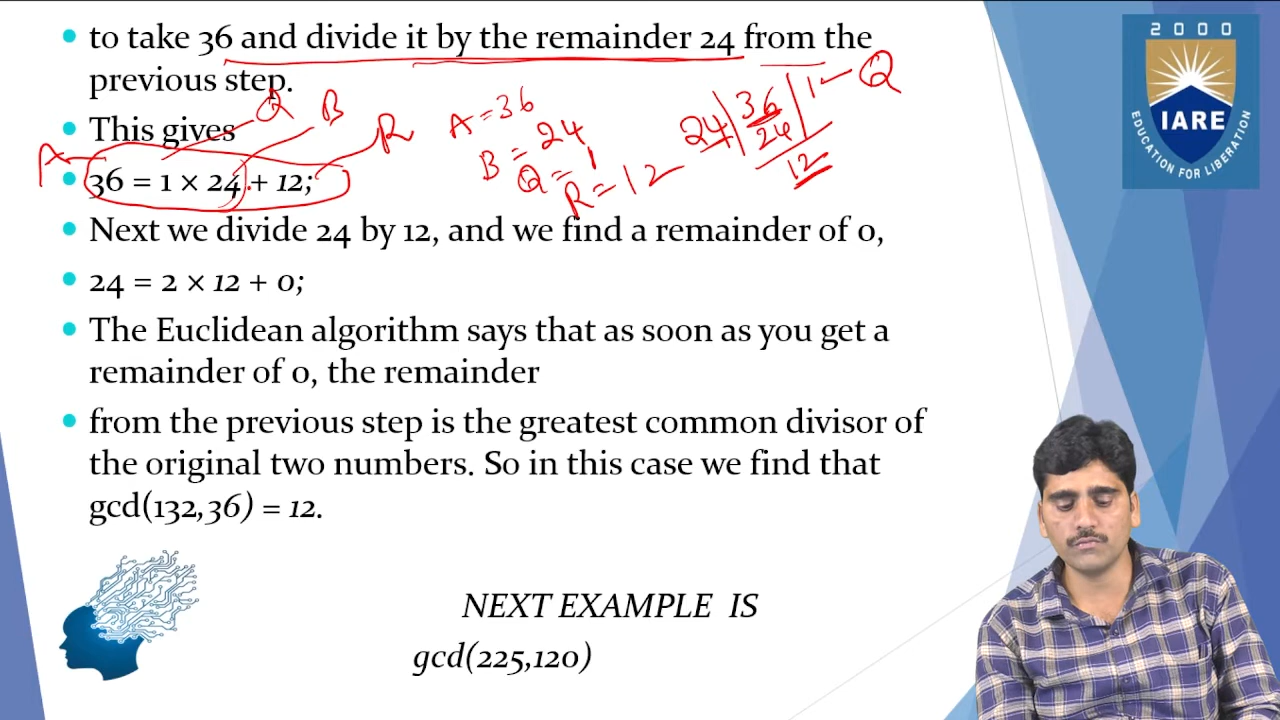 to take 36 and divide it by the remainder 24 from the
previous step.
This gives
Q
B
R
A
36 = 1 × 24 + 12;
A = 36
B = 24
Q = 1
R = 12
24 36 1 Q
24
12
Next we divide 24 by 12, and we find a remainder of 0,
24 = 2 × 12 + 0;
The Euclidean algorithm says that as soon as you get a
remainder of 0, the remainder
from the previous step is the greatest common divisor of
the original two numbers. So in this case we find that
gcd(132,36) = 12.
NEXT EXAMPLE IS
gcd(225,120)
2000
IARE
EDUCATION FOR LIBERATION